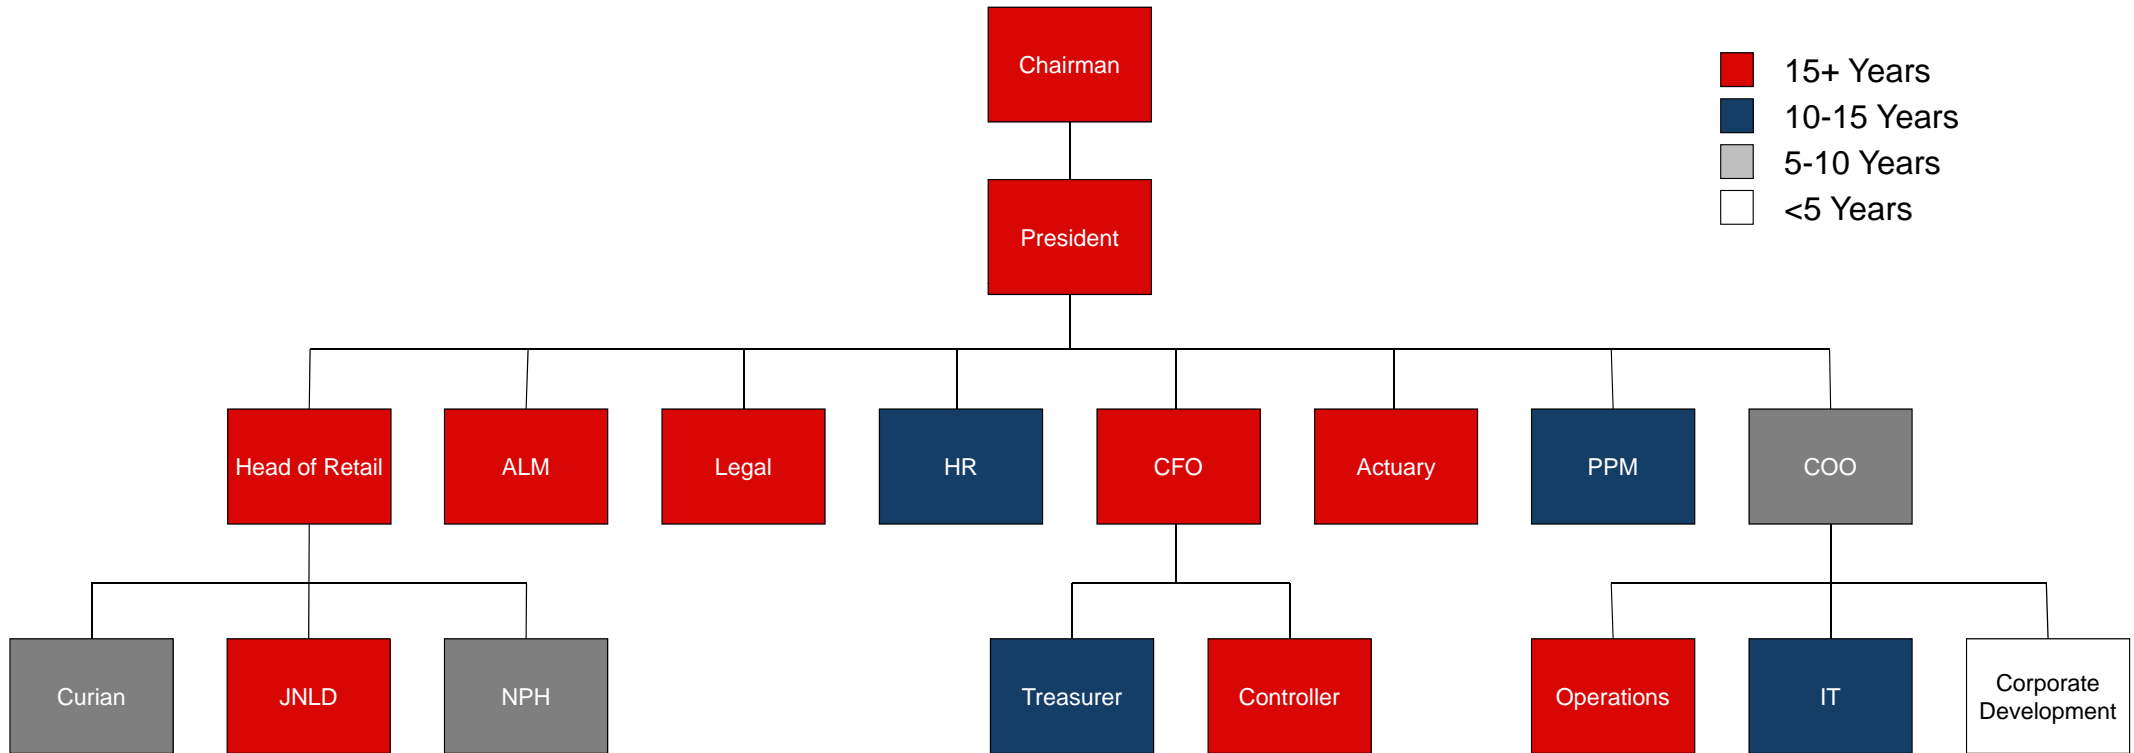 Chairman
15+ Years
10-15 Years
5-10 Years
<5 Years
President
Head of Retail
ALM
Legal
HR
CFO
Actuary
PPM
COO
Curian
JNLD
NPH
Treasurer
Controller
Operations
IT
Corporate
Development